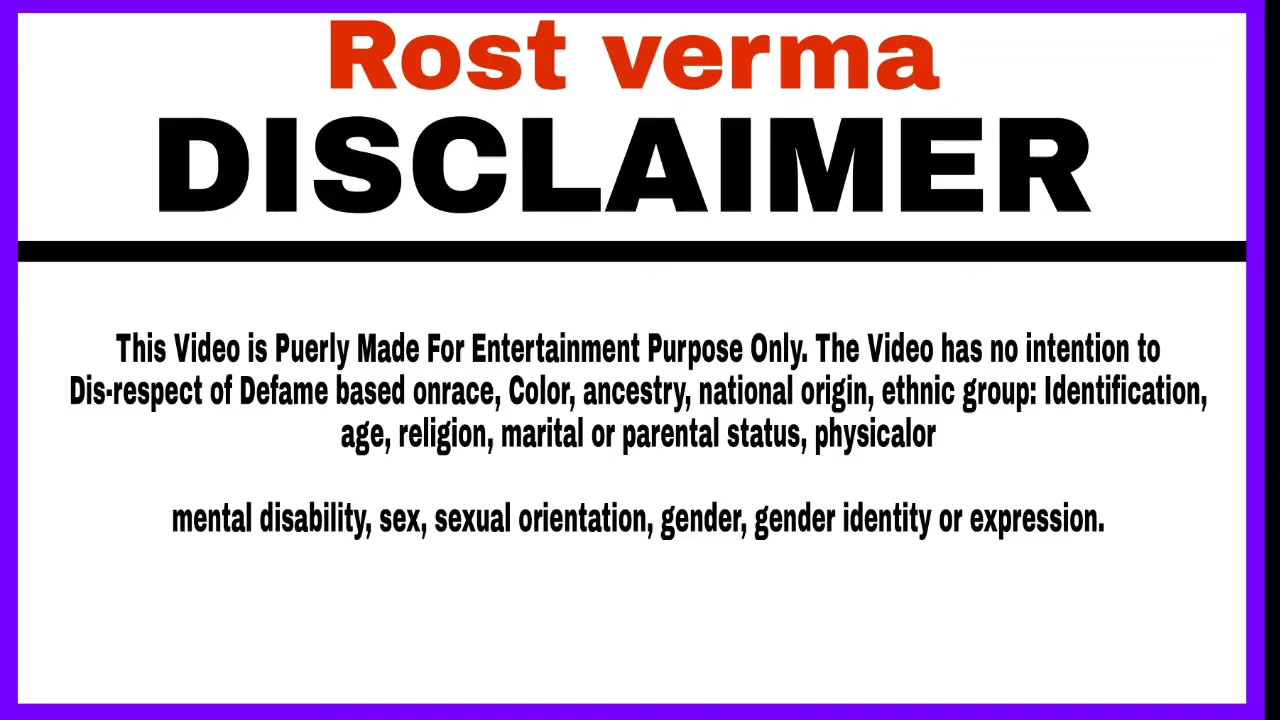 Rost verma
DISCLAIMER
This Video is Puerly Made For Entertainment Purpose Only. The Video has no intention to
Dis-respect of Defame based onrace, Color, ancestry, national origin, ethnic group: Identification,
age, religion, marital or parental status, physicalor
mental disability, sex, sexual orientation, gender, gender identity or expression.